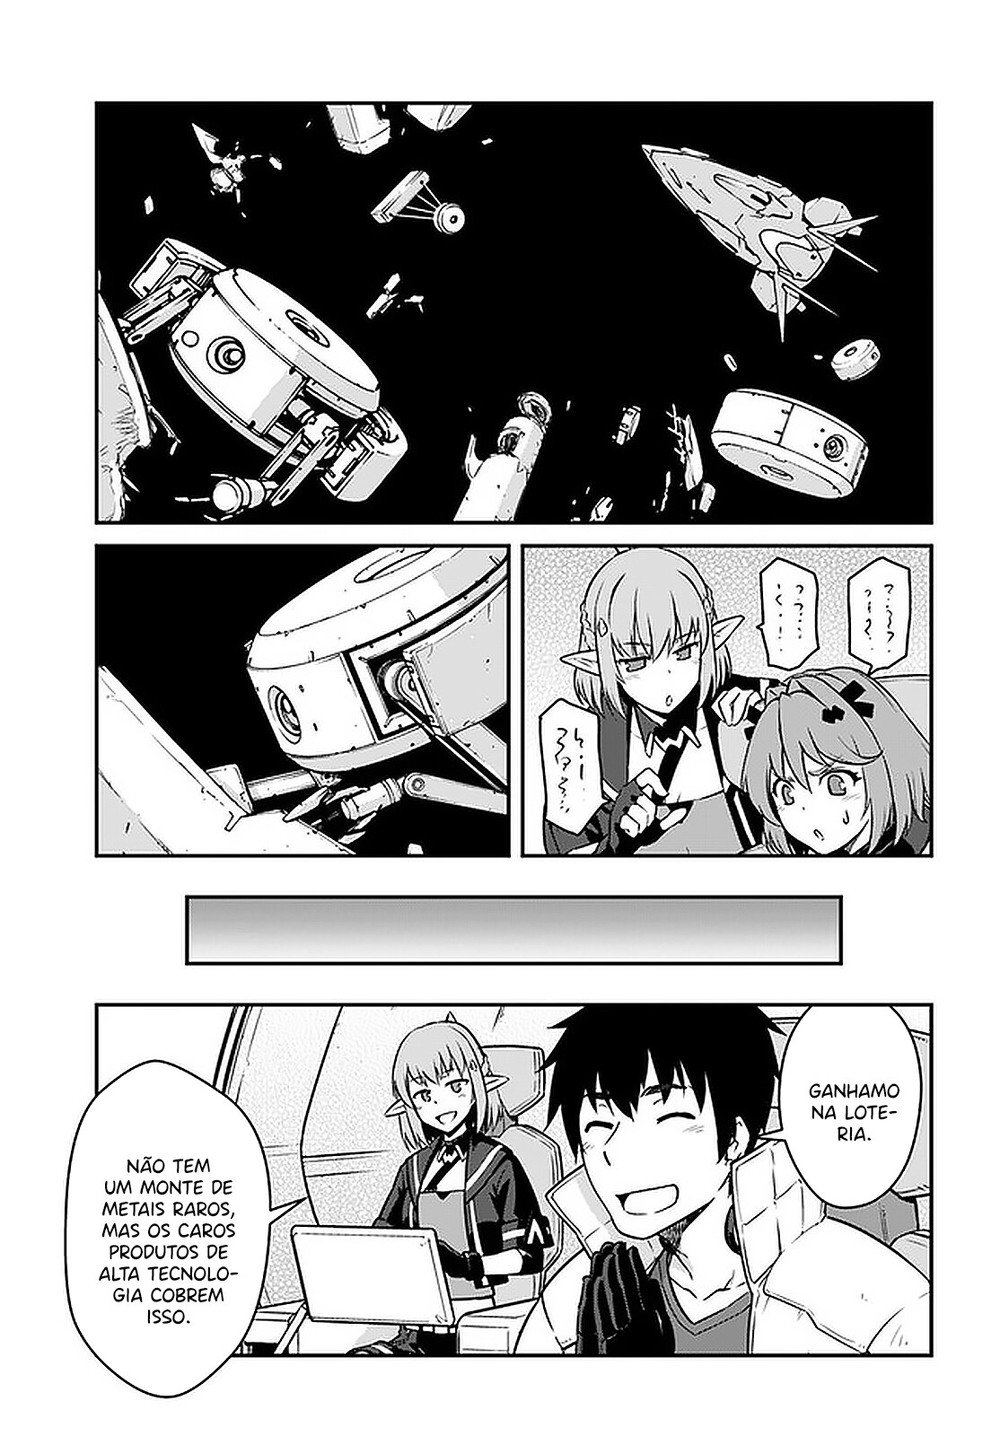 GANHAMO
NA LOTE-
RIA.
NÃO TEM
UM MONTE DE
METAIS RAROS,
MAS OS CAROS
PRODUTOS DE
ALTA TECNOLO-
GIA COBREM
ISSO.